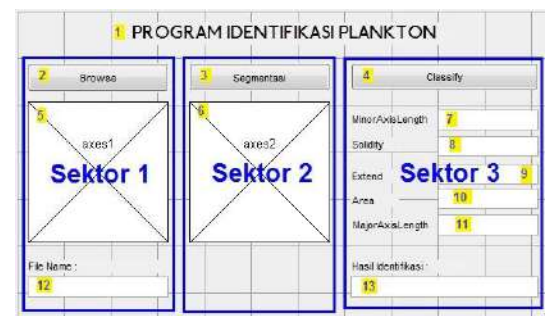 1 PROGRAM IDENTIFIKASI PLANKTON
2 Browse
3 Segmentasi
4 Classify
5
axes1
Sektor 1
6
axes2
Sektor 2
MinorAxisLength 7
Solidity 8
Extend 9
Sektor 3
Area 10
MajorAxisLength 11
File Name :
12
Hasil Identifikasi :
13